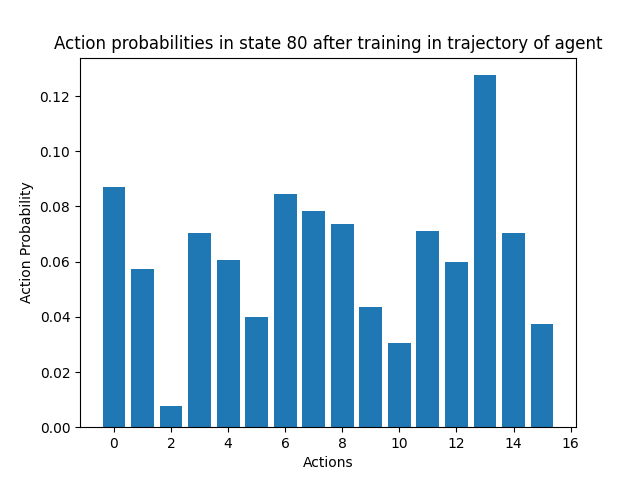 Action probabilities in state 80 after training in trajectory of agent
0.12
0.10
0.08
0.06
0.04
0.02
0.00
Action Probability
0 2 4 6 8 10 12 14 16
Actions